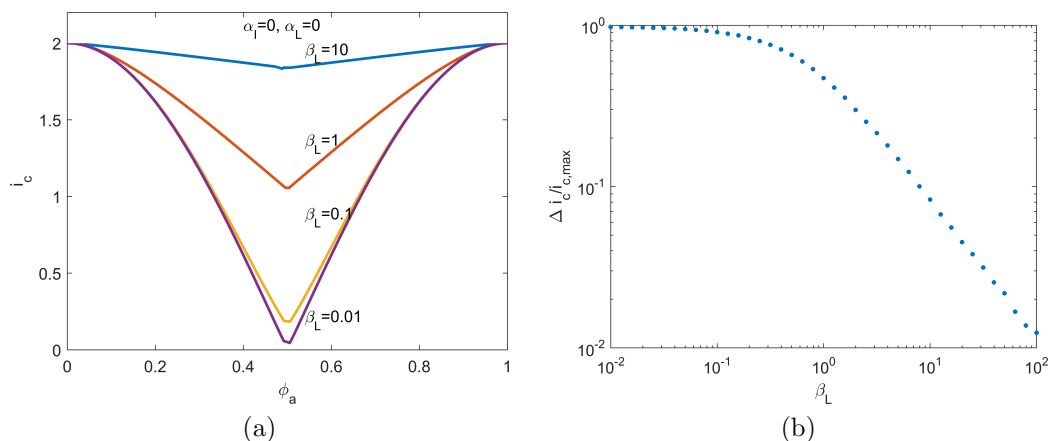 α_I=0, α_L=0
β_L=10
β_L=1
β_L=0.1
β_L=0.01
2
1.5
1
0.5
0
0 0.2 0.4 0.6 0.8 1
i_c
ϕ_a
(a)
10^0
10^-1
10^-2
10^-2 10^-1 10^0 10^1 10^2
Δ i_c/i_c,max
β_L
(b)